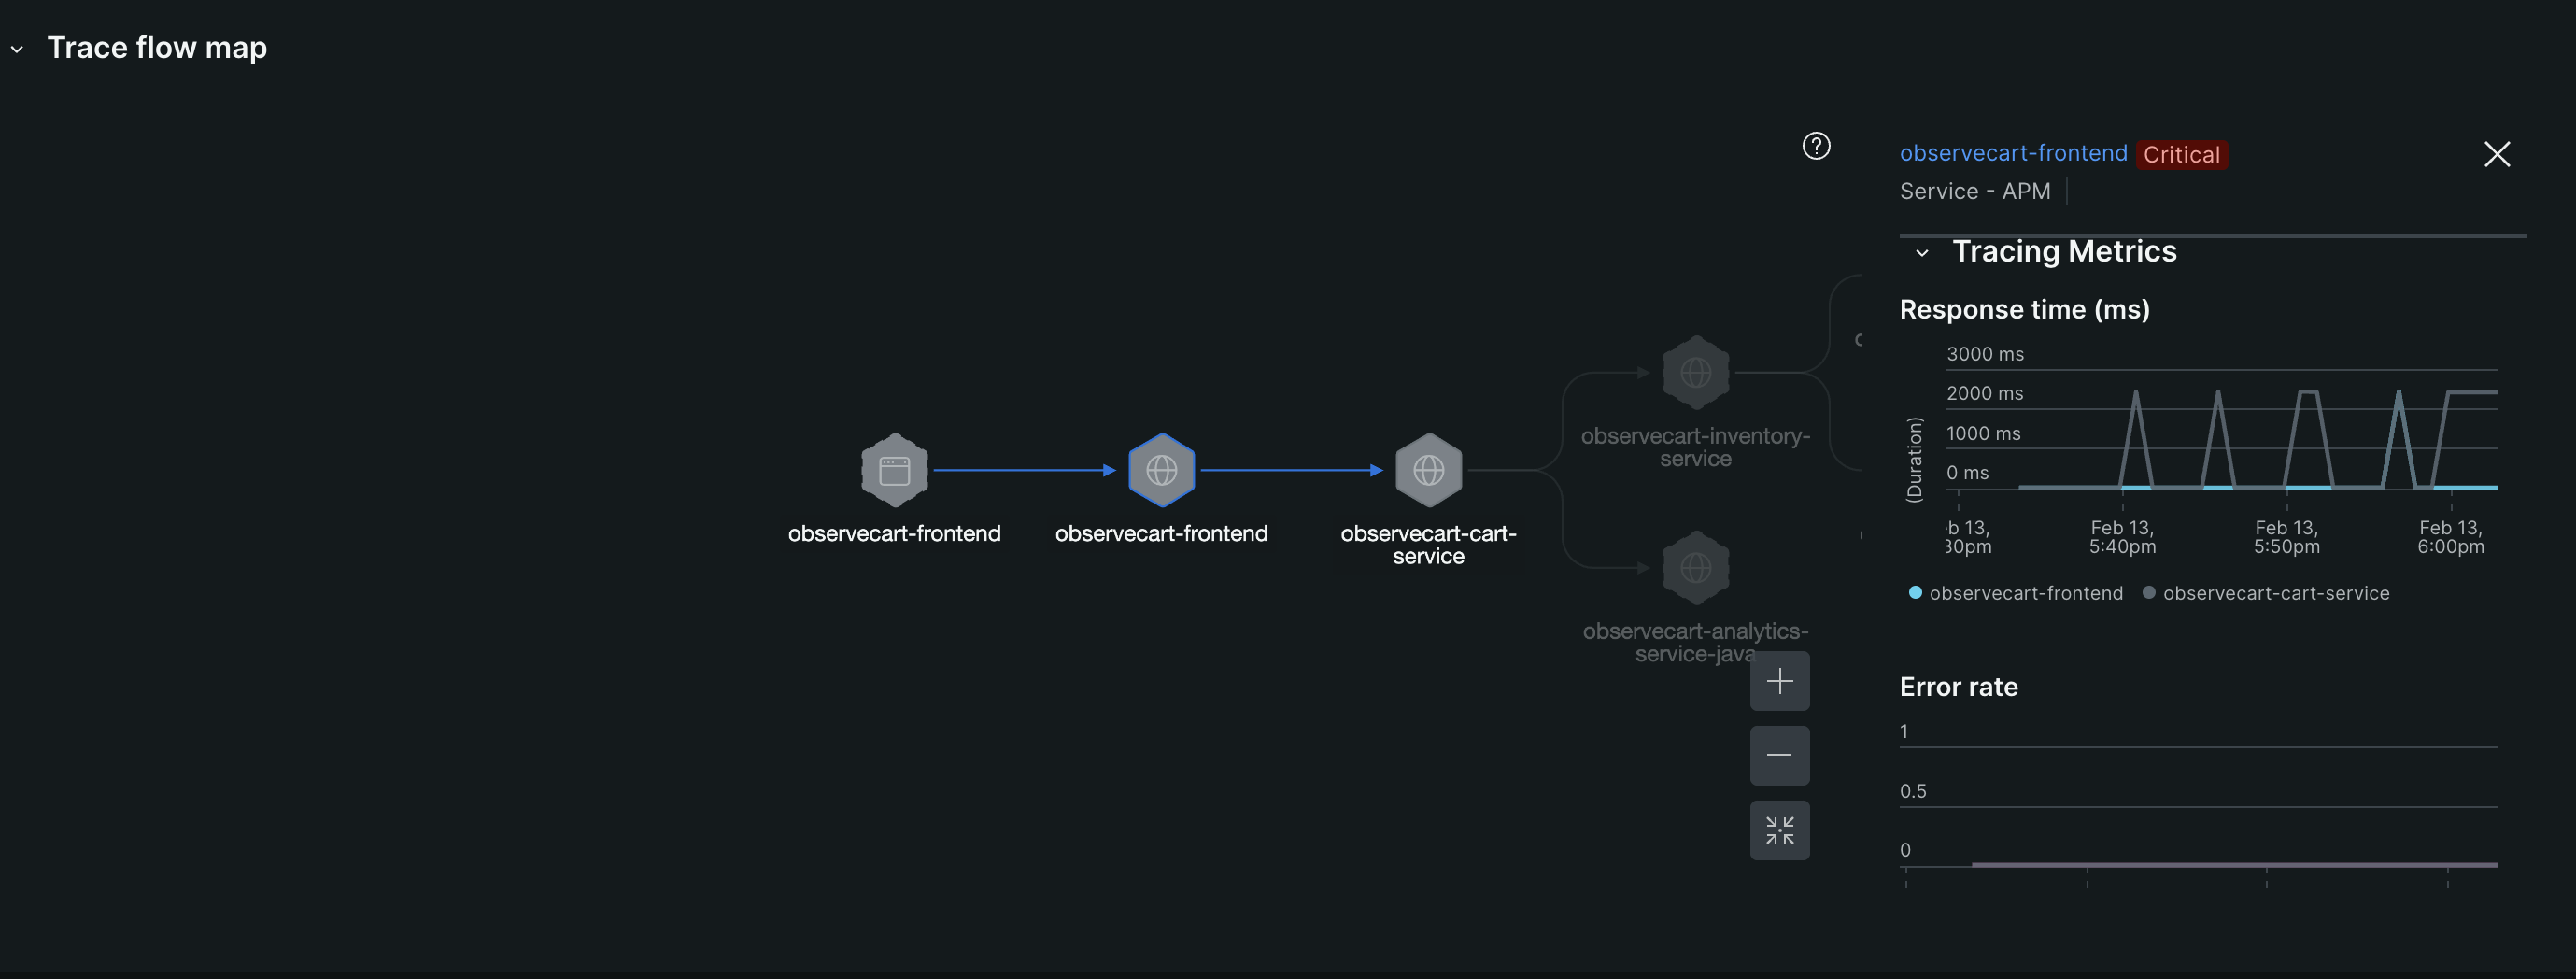 Trace flow map
observecart-frontend
observecart-frontend
observecart-cart-
service
observecart-inventory-
service
observecart-analytics-
service-java
observecart-frontend Critical
Service - APM
Tracing Metrics
Response time (ms)
3000 ms
2000 ms
1000 ms
0 ms
(Duration)
Feb 13,
5:40pm
Feb 13,
5:50pm
Feb 13,
6:00pm
observecart-frontend observecart-cart-service
Error rate
1
0.5
0